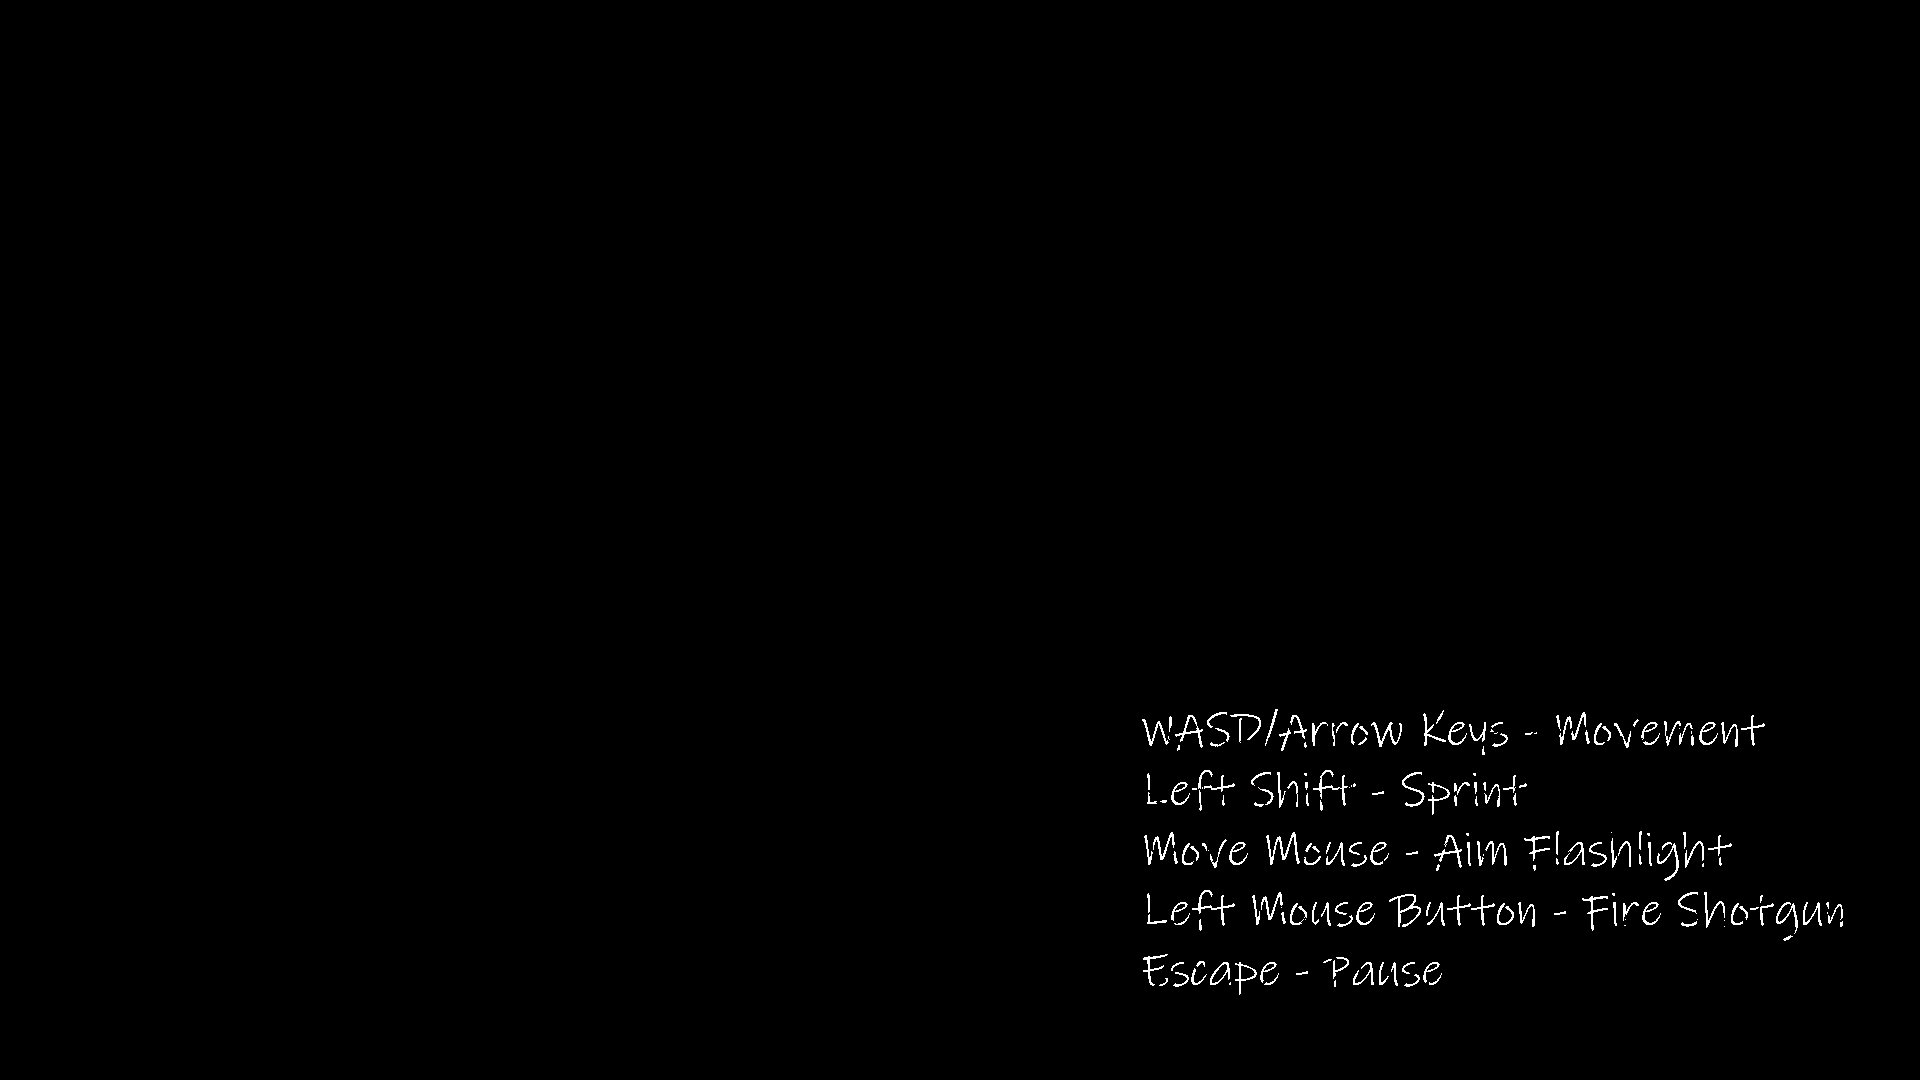 WASD/Arrow Keys - Movement
Left Shift - Sprint
Move Mouse - Aim Flashlight
Left Mouse Button - Fire Shotgun
Escape - Pause